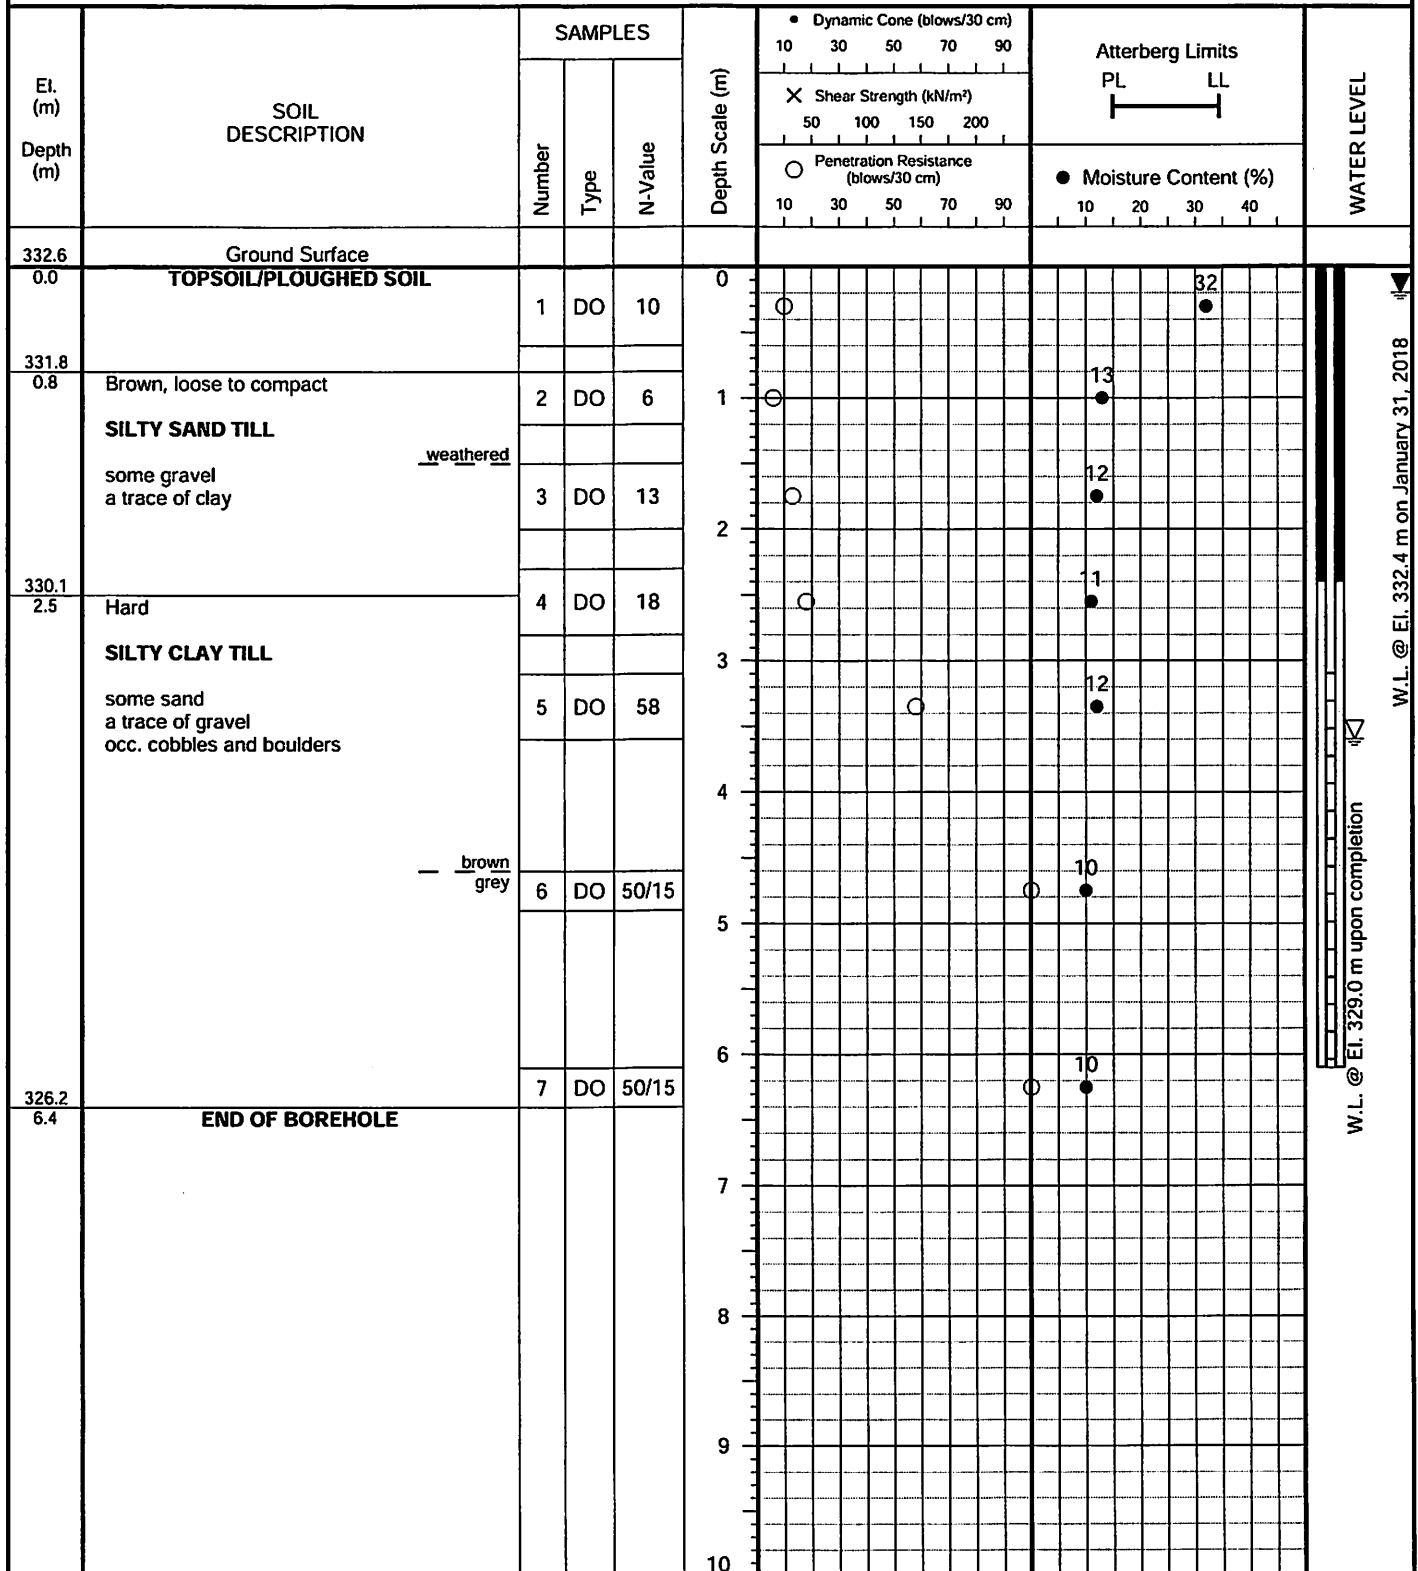 El.
(m)
Depth
(m)
SOIL
DESCRIPTION
SAMPLES
Number
Type
N-Value
Depth Scale (m)
• Dynamic Cone (blows/30 cm)
10 30 50 70 90
X Shear Strength (kN/m²)
50 100 150 200
O Penetration Resistance
(blows/30 cm)
10 30 50 70 90
Atterberg Limits
PL LL
● Moisture Content (%)
10 20 30 40
WATER LEVEL
332.6 Ground Surface
0.0 TOPSOIL/PLOUGHED SOIL 0
1 DO 10 32
331.8
0.8 Brown, loose to compact
2 DO 6 1 13
SILTY SAND TILL
weathered
some gravel
a trace of clay
3 DO 13 12
2
330.1
2.5 Hard
4 DO 18 11
SILTY CLAY TILL
3
some sand
a trace of gravel
occ. cobbles and boulders
5 DO 58 12
4
brown
grey
6 DO 50/15 10
5
6
7 DO 50/15 10
326.2
6.4 END OF BOREHOLE
7
8
9
10
W.L. @ El. 332.4 m on January 31, 2018
W.L. @ El. 329.0 m upon completion